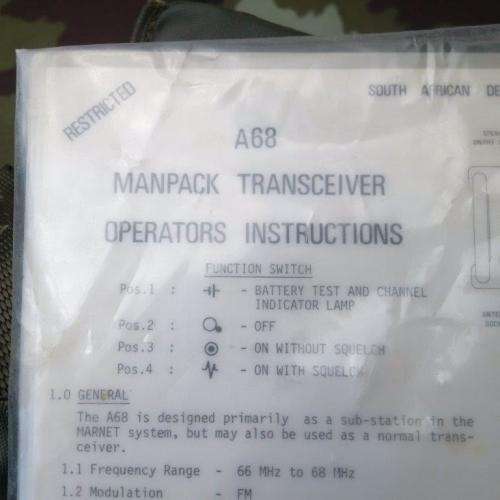 RESTRICTED
SOUTH AFRICAN DE
A68
MANPACK TRANSCEIVER
OPERATORS INSTRUCTIONS
FUNCTION SWITCH
Pos.1 : - BATTERY TEST AND CHANNEL
INDICATOR LAMP
Pos.2 : - OFF
Pos.3 : - ON WITHOUT SQUELCH
Pos.4 : - ON WITH SQUELCH
1.0 GENERAL
The A68 is designed primarily as a sub-station in the
MARNET system, but may also be used as a normal trans-
ceiver.
1.1 Frequency Range - 66 MHz to 68 MHz
1.2 Modulation - FM